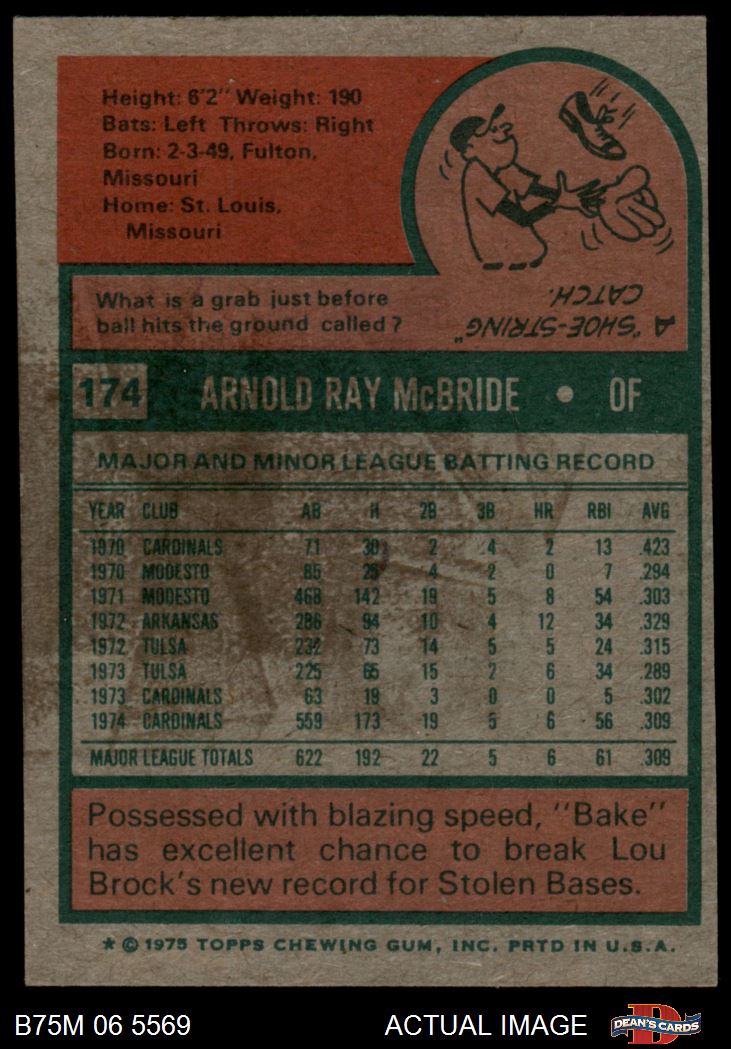 Height: 6'2" Weight: 190
Bats: Left Throws: Right
Born: 2-3-49, Fulton,
Missouri
Home: St. Louis,
Missouri
What is a grab just before
ball hits the ground called?
A "SHOE-STRING"
CATCH.
174 ARNOLD RAY McBRIDE • OF
MAJOR AND MINOR LEAGUE BATTING RECORD
YEAR CLUB AB H 2B 3B HR RBI AVG
1970 CARDINALS 71 30 2 4 2 13 .423
1970 MODESTO 85 25 4 2 0 7 .294
1971 MODESTO 468 142 19 5 8 54 .303
1972 ARKANSAS 286 94 10 4 12 34 .329
1972 TULSA 232 73 14 5 5 24 .315
1973 TULSA 225 65 15 2 6 34 .289
1973 CARDINALS 63 19 3 0 0 5 .302
1974 CARDINALS 559 173 19 5 6 56 .309
MAJOR LEAGUE TOTALS 622 192 22 5 6 61 .309
Possessed with blazing speed, "Bake"
has excellent chance to break Lou
Brock's new record for Stolen Bases.
* © 1975 TOPPS CHEWING GUM, INC. PRTD IN U.S.A.
B75M 06 5569 ACTUAL IMAGE DEAN'S CARDS